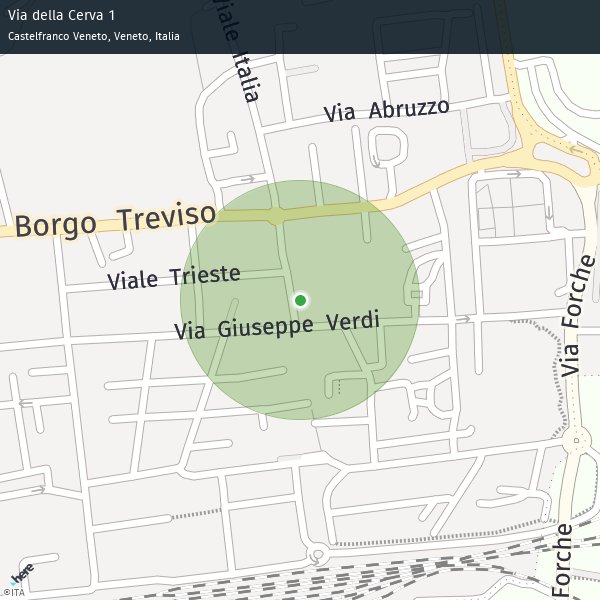 Via della Cerva 1
Castelfranco Veneto, Veneto, Italia
Viale Italia
Via Abruzzo
Borgo Treviso
Viale Trieste
Via Giuseppe Verdi
Via Forche
Forche
here
©ITA